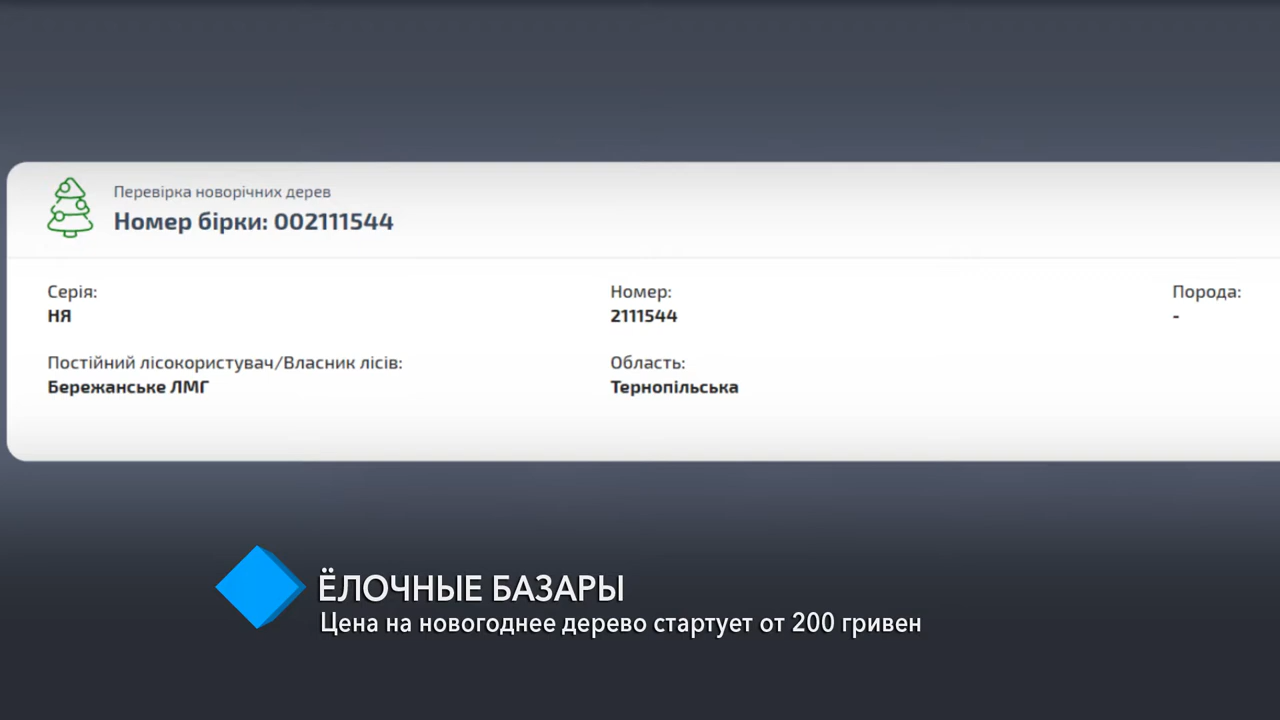 Перевірка новорічних дерев
Номер бірки: 002111544
Серія:
НЯ
Номер:
2111544
Порода:
-
Постійний лісокористувач/Власник лісів:
Бережанське ЛМГ
Область:
Тернопільська
ЁЛОЧНЫЕ БАЗАРЫ
Цена на новогоднее дерево стартует от 200 гривен